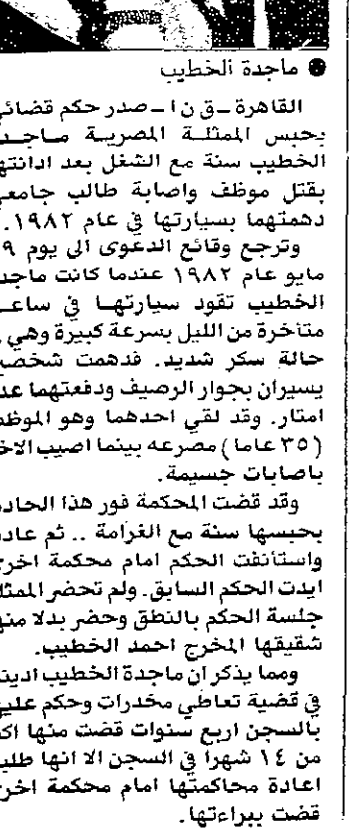 ماجدة الخطيب
القاهرة ـ ق ن ا ـ صدر حكم قضائي
بحبس الممثلة المصرية ماجدة
الخطيب سنة مع الشغل بعد ادانتها
بقتل موظف واصابة طالب جامعي
دهمتهما بسيارتها في عام ١٩٨٢.
وترجع وقائع الدعوى الى يوم ٩
مايو عام ١٩٨٢ عندما كانت ماجدة
الخطيب تقود سيارتها في ساعة
متاخرة من الليل بسرعة كبيرة وهي
حالة سكر شديد. فدهمت شخصين
يسيران بجوار الرصيف ودفعتهما عدة
امتار. وقد لقي احدهما وهو الموظف
(٣٥ عاما) مصرعه بينما اصيب الاخر
باصابات جسيمة.
وقد قضت المحكمة فور هذا الحادث
بحبسها سنة مع الغرامة .. ثم عادت
واستأنفت الحكم امام محكمة اخرى
ايدت الحكم السابق. ولم تحضر الممثلة
جلسة الحكم بالنطق وحضر بدلا منها
شقيقها المخرج احمد الخطيب.
ومما يذكر ان ماجدة الخطيب ادينت
في قضية تعاطي مخدرات وحكم عليها
بالسجن اربع سنوات قضت منها اكثر
من ١٤ شهرا في السجن الا انها طلبت
اعادة محاكمتها امام محكمة اخرى
قضت ببراءتها.